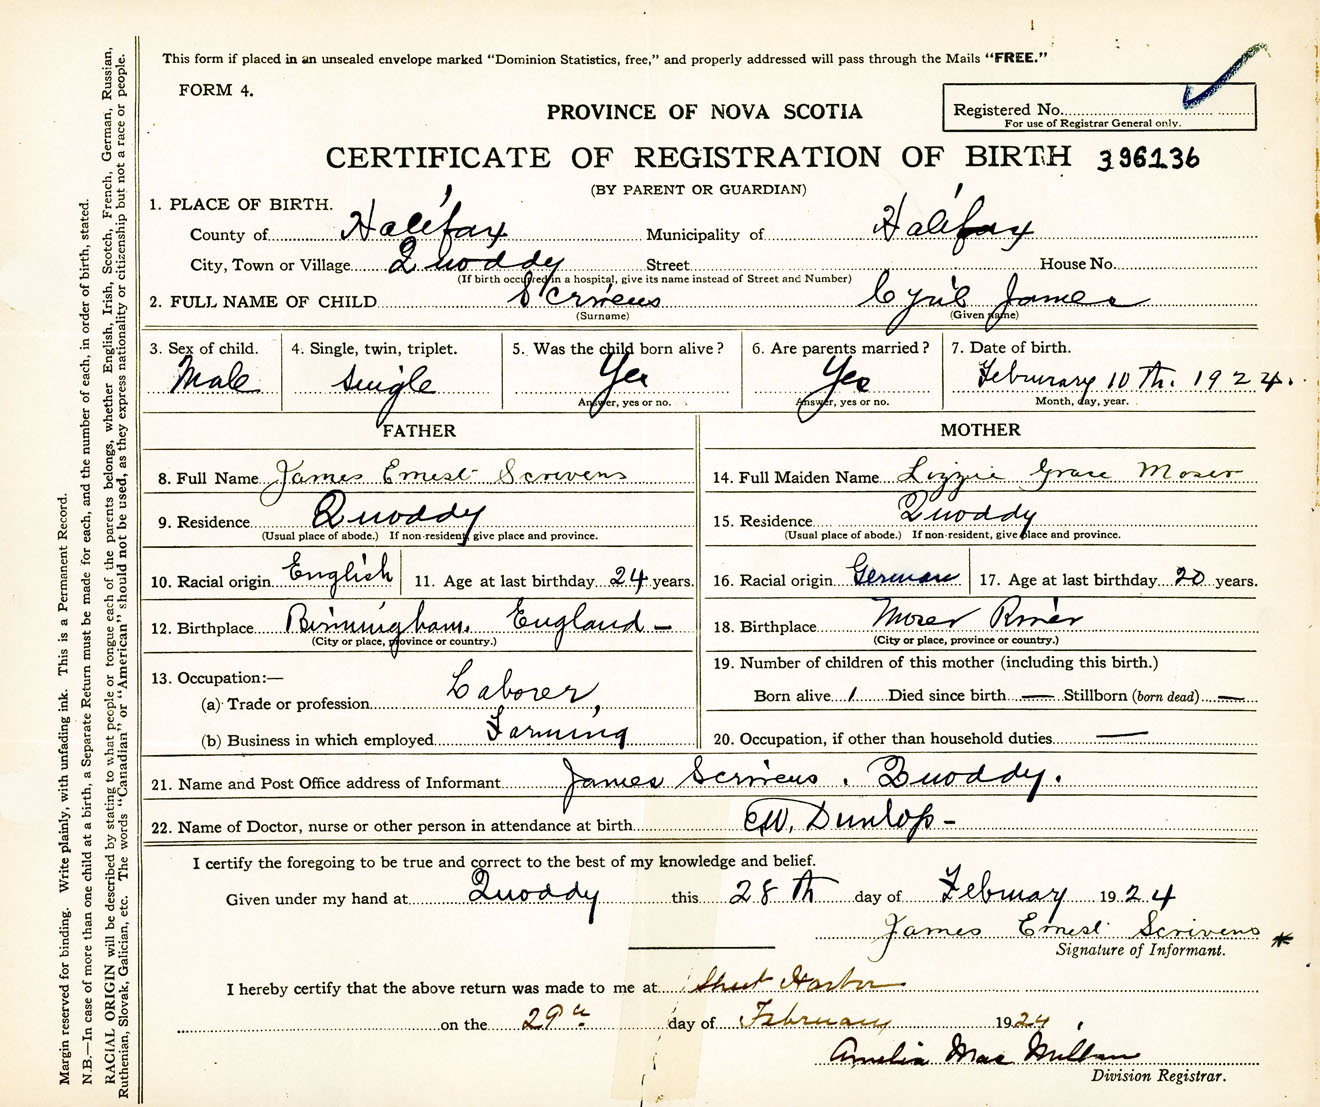 This form if placed in an unsealed envelope marked "Dominion Statistics, free," and properly addressed will pass through the Mails "FREE."
FORM 4.
PROVINCE OF NOVA SCOTIA
Registered No.
For use of Registrar General only.
CERTIFICATE OF REGISTRATION OF BIRTH 396136
(BY PARENT OR GUARDIAN)
1. PLACE OF BIRTH.
County of Halifax Municipality of Halifax
City, Town or Village Quoddy Street House No.
(If birth occurred in a hospital, give its name instead of Street and Number)
2. FULL NAME OF CHILD Scrivens Cyril James
(Surname) (Given name)
3. Sex of child. 4. Single, twin, triplet. 5. Was the child born alive? 6. Are parents married? 7. Date of birth.
Male Single Yes Yes February 10 th. 1924.
Answer, yes or no. Answer, yes or no. Month, day, year.
FATHER MOTHER
8. Full Name James Ernest Scrivens 14. Full Maiden Name Lizzie Grace Moser
9. Residence Quoddy 15. Residence Quoddy
(Usual place of abode.) If non-resident, give place and province. (Usual place of abode.) If non-resident, give place and province.
10. Racial origin English 11. Age at last birthday 24 years. 16. Racial origin German 17. Age at last birthday 20 years.
12. Birthplace Birmingham. England - 18. Birthplace Moser River
(City or place, province or country.) (City or place, province or country.)
13. Occupation:— 19. Number of children of this mother (including this birth.)
(a) Trade or profession Laborer, Born alive 1 Died since birth — Stillborn (born dead) —
(b) Business in which employed Farming 20. Occupation, if other than household duties —
21. Name and Post Office address of Informant James Scrivens. Quoddy.
22. Name of Doctor, nurse or other person in attendance at birth Dunlop -
I certify the foregoing to be true and correct to the best of my knowledge and belief.
Given under my hand at Quoddy this 28 th day of February 1924
James Ernest Scrivens
Signature of Informant.
I hereby certify that the above return was made to me at Sheet Harbor
on the 29th day of February 1924
Amelia MacMillan
Division Registrar.
Margin reserved for binding. Write plainly, with unfading ink. This is a Permanent Record.
N.B.—In case of more than one child at a birth, a Separate Return must be made for each, and the number of each, in order of birth, stated.
RACIAL ORIGIN will be described by stating to what people or tongue each of the parents belongs, whether English, Irish, Scotch, French, German, Russian,
Ruthenian, Slovak, Galician, etc. The words "Canadian" or "American" should not be used, as they express nationality or citizenship but not a race or people.